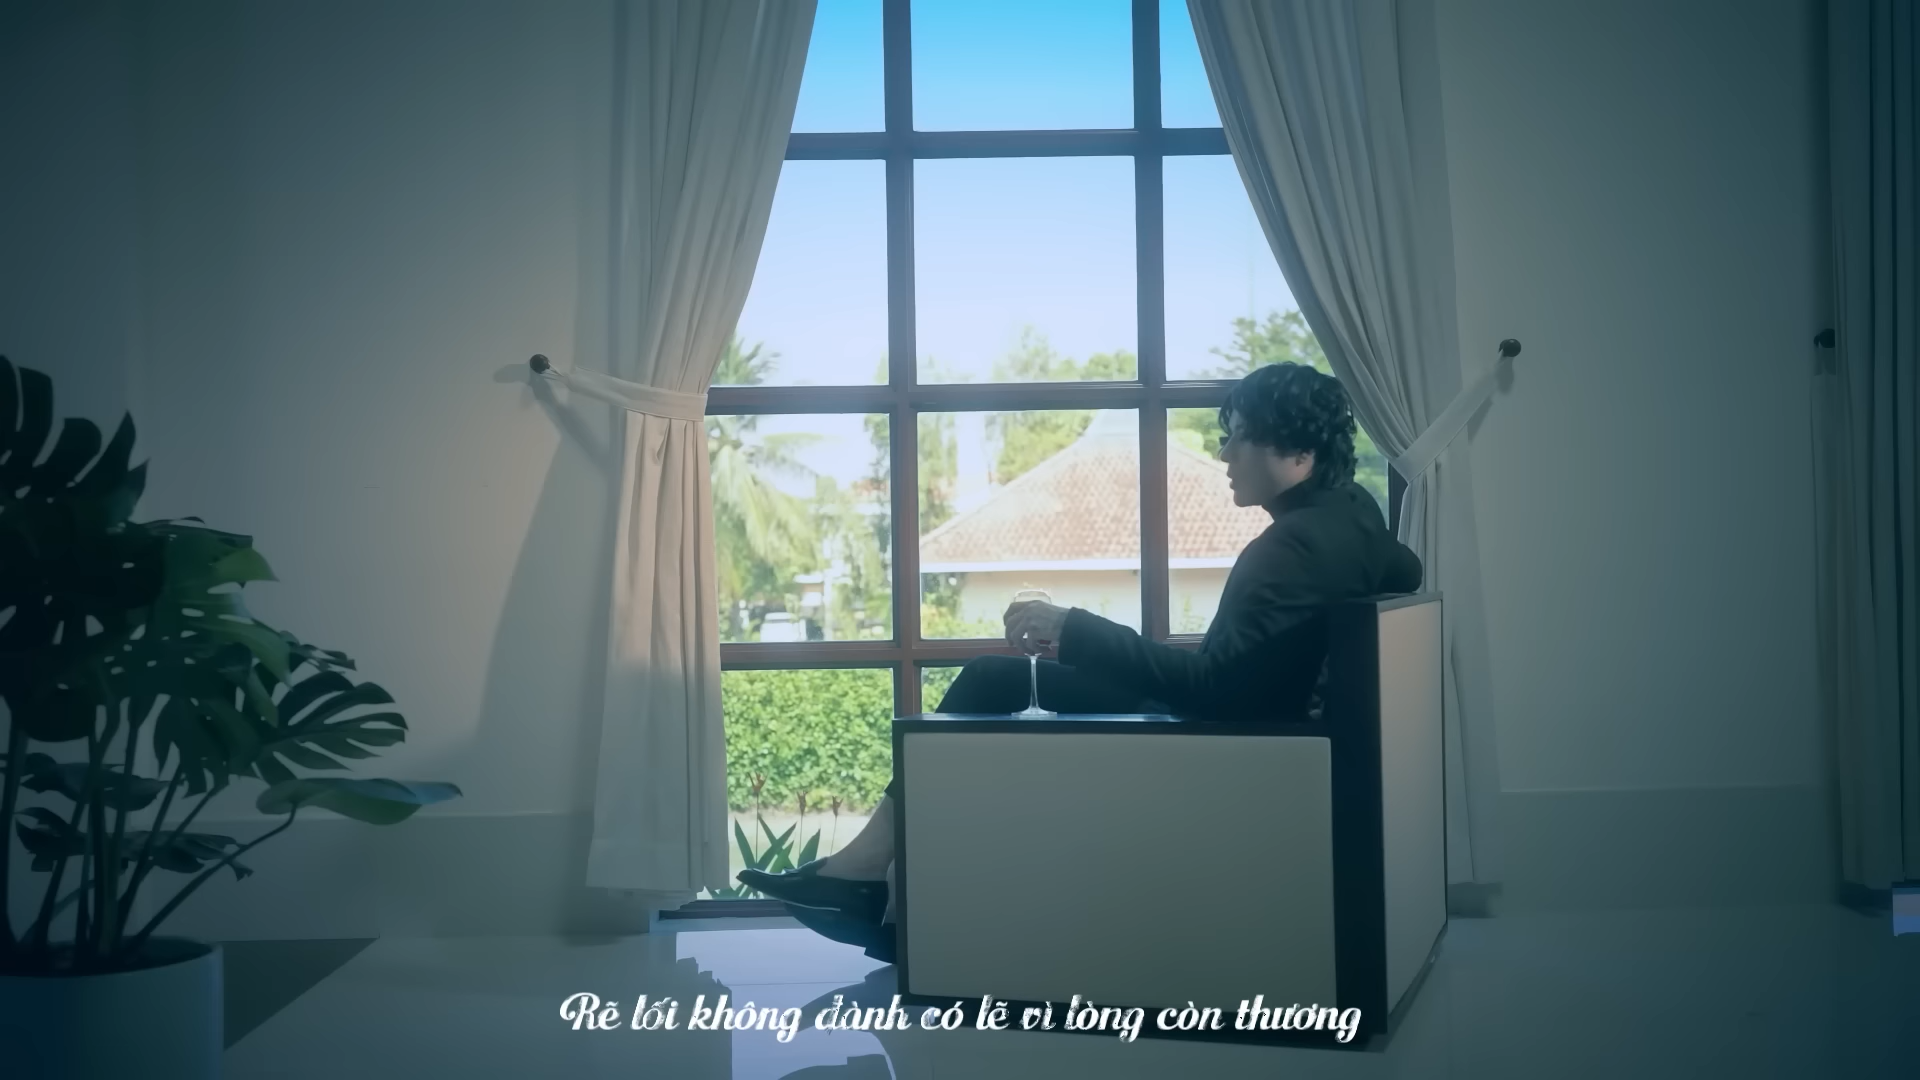 Rẽ lối không đành có lẽ vì lòng còn thương